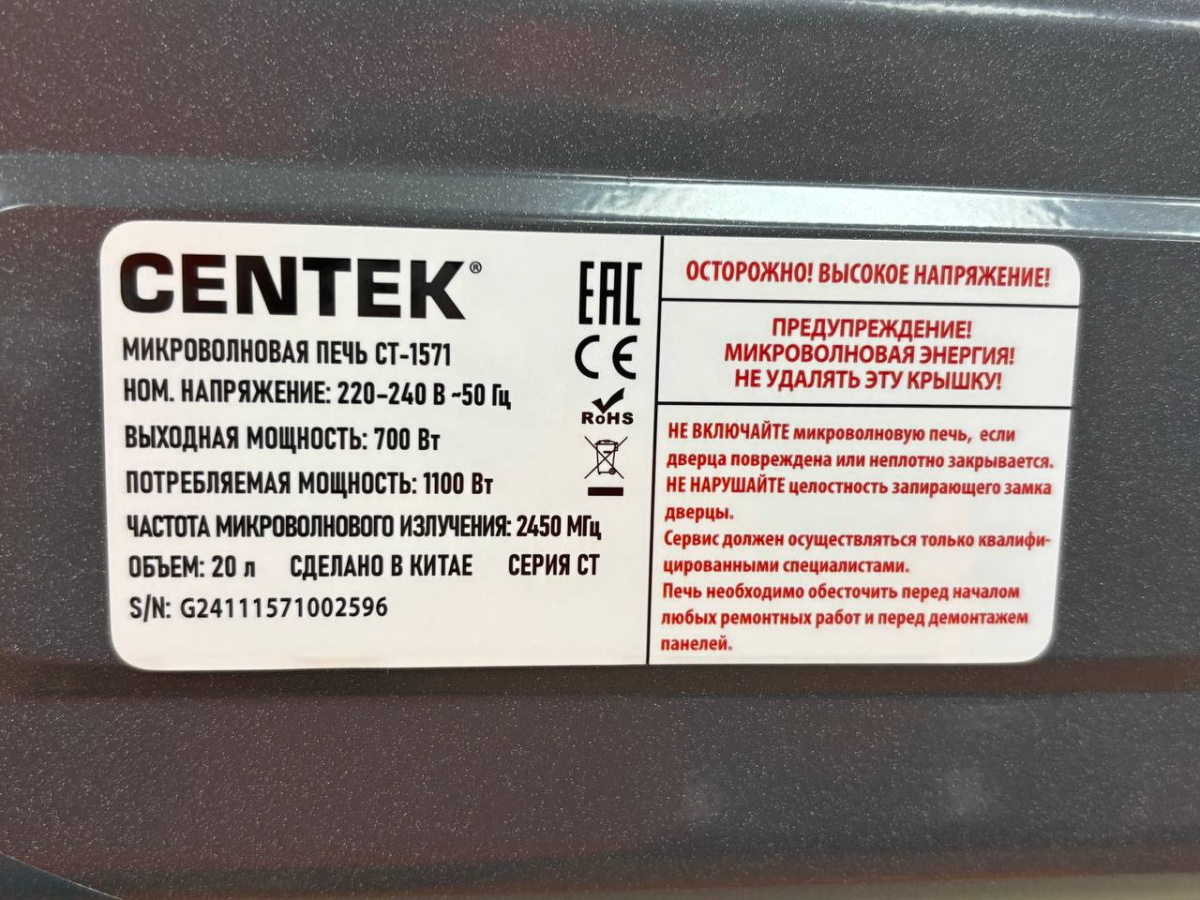 CENTEK®
МИКРОВОЛНОВАЯ ПЕЧЬ CT-1571
НОМ. НАПРЯЖЕНИЕ: 220-240 В ~50 Гц
ВЫХОДНАЯ МОЩНОСТЬ: 700 Вт
ПОТРЕБЛЯЕМАЯ МОЩНОСТЬ: 1100 Вт
ЧАСТОТА МИКРОВОЛНОВОГО ИЗЛУЧЕНИЯ: 2450 МГц
ОБЪЕМ: 20 л СДЕЛАНО В КИТАЕ СЕРИЯ СТ
S/N: G24111571002596
EAC
CE
RoHS
ОСТОРОЖНО! ВЫСОКОЕ НАПРЯЖЕНИЕ!
ПРЕДУПРЕЖДЕНИЕ!
МИКРОВОЛНОВАЯ ЭНЕРГИЯ!
НЕ УДАЛЯТЬ ЭТУ КРЫШКУ!
НЕ ВКЛЮЧАЙТЕ микроволновую печь, если
дверца повреждена или неплотно закрывается.
НЕ НАРУШАЙТЕ целостность запирающего замка
дверцы.
Сервис должен осуществляться только квалифи-
цированными специалистами.
Печь необходимо обесточить перед началом
любых ремонтных работ и перед демонтажем
панелей.